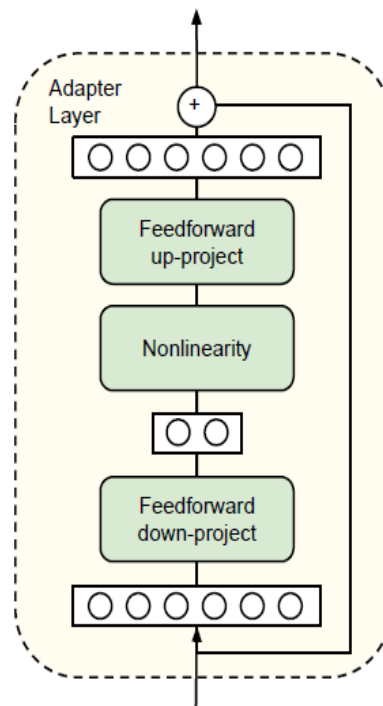 Adapter
Layer
+
Feedforward
up-project
Nonlinearity
Feedforward
down-project